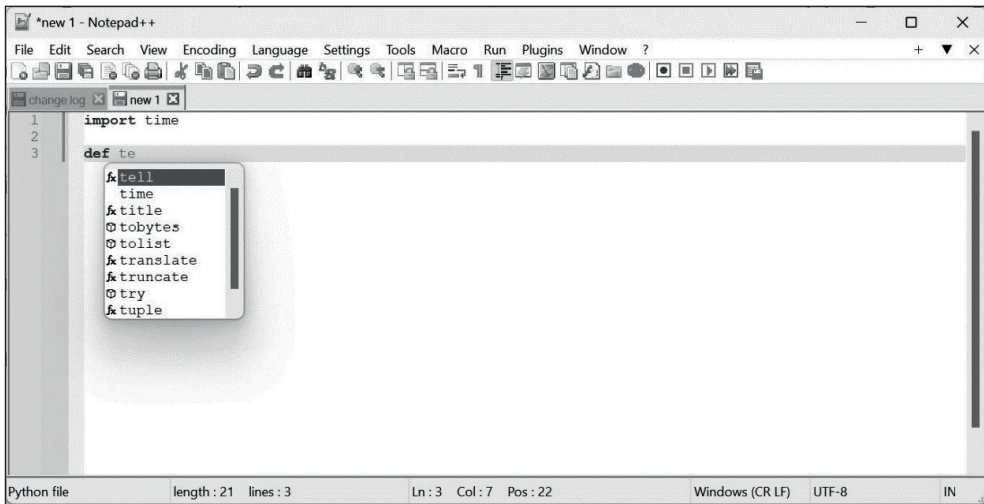 *new 1 - Notepad++
File Edit Search View Encoding Language Settings Tools Macro Run Plugins Window ?
change.log new 1
1 import time
2
3 def te
tell
time
title
tobytes
tolist
translate
truncate
try
tuple
Python file length : 21 lines : 3 Ln : 3 Col : 7 Pos : 22 Windows (CR LF) UTF-8 IN